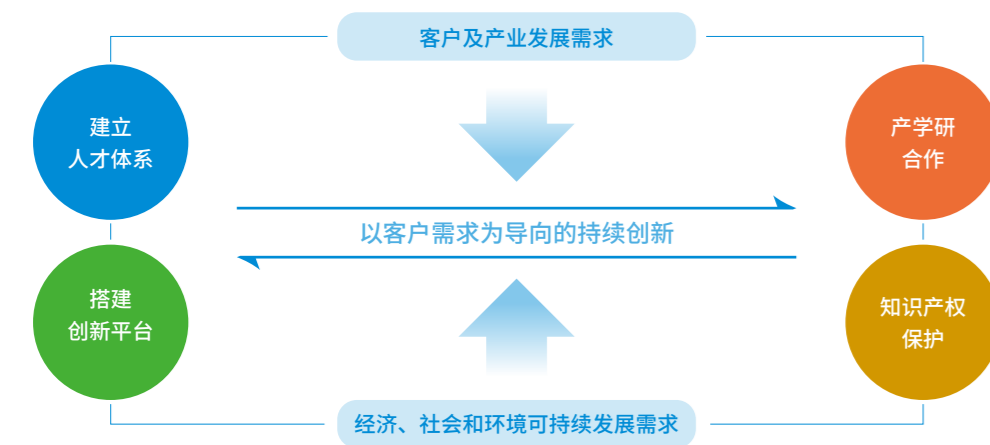 客户及产业发展需求
建立
人才体系
产学研
合作
以客户需求为导向的持续创新
搭建
创新平台
知识产权
保护
经济、社会和环境可持续发展需求